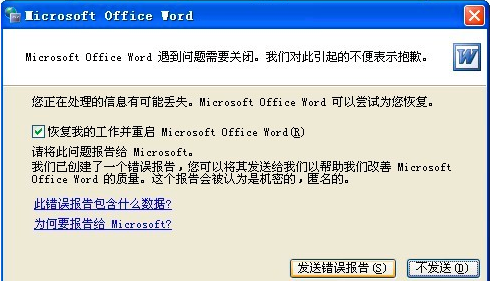 Microsoft Office Word
Microsoft Office Word 遇到问题需要关闭。我们对此引起的不便表示抱歉。
您正在处理的信息有可能丢失。Microsoft Office Word 可以尝试为您恢复。
恢复我的工作并重启 Microsoft Office Word(R)
请将此问题报告给 Microsoft。
我们已创建了一个错误报告，您可以将其发送给我们以帮助我们改善 Microsoft
Office Word 的质量。这个报告会被认为是机密的，匿名的。
此错误报告包含什么数据?
为何要报告给 Microsoft?
发送错误报告(S) 不发送(D)